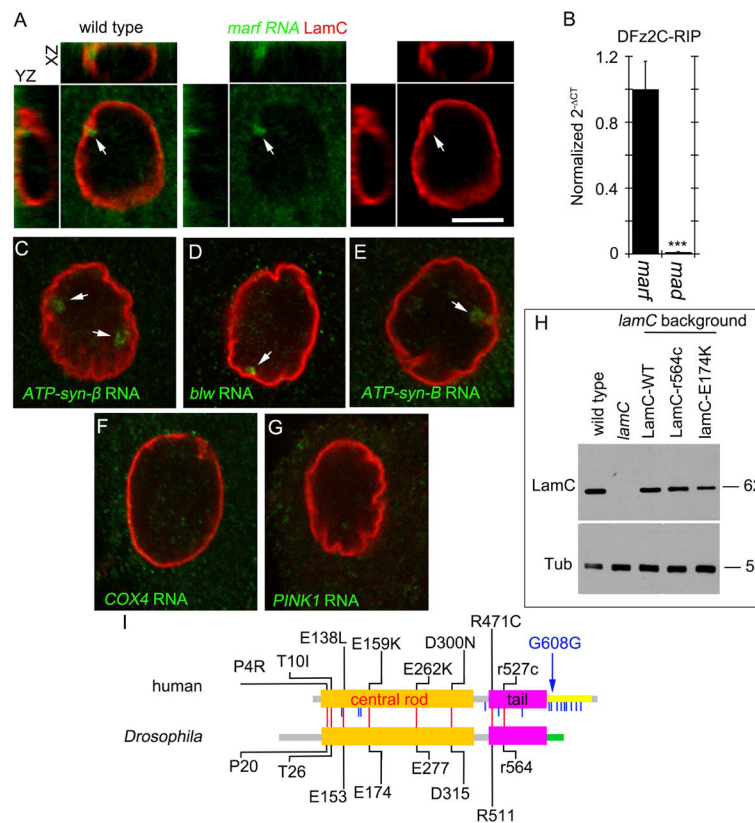 A
wild type
marf RNA LamC
XZ
YZ
B
DFz2C-RIP
Normalized 2^-ΔCT
1.2
0.8
0.4
0
***
marf
mad
C
ATP-syn-β RNA
D
blw RNA
E
ATP-syn-B RNA
F
COX4 RNA
G
PINK1 RNA
H
lamC background
wild type
lamC
LamC-WT
LamC-r564c
lamC-E174K
LamC
62
Tub
5
I
human
P4R
T10I
E138L
E159K
E262K
D300N
R471C
r527c
G608G
central rod
tail
Drosophila
P20
T26
E153
E174
E277
D315
R511
r564